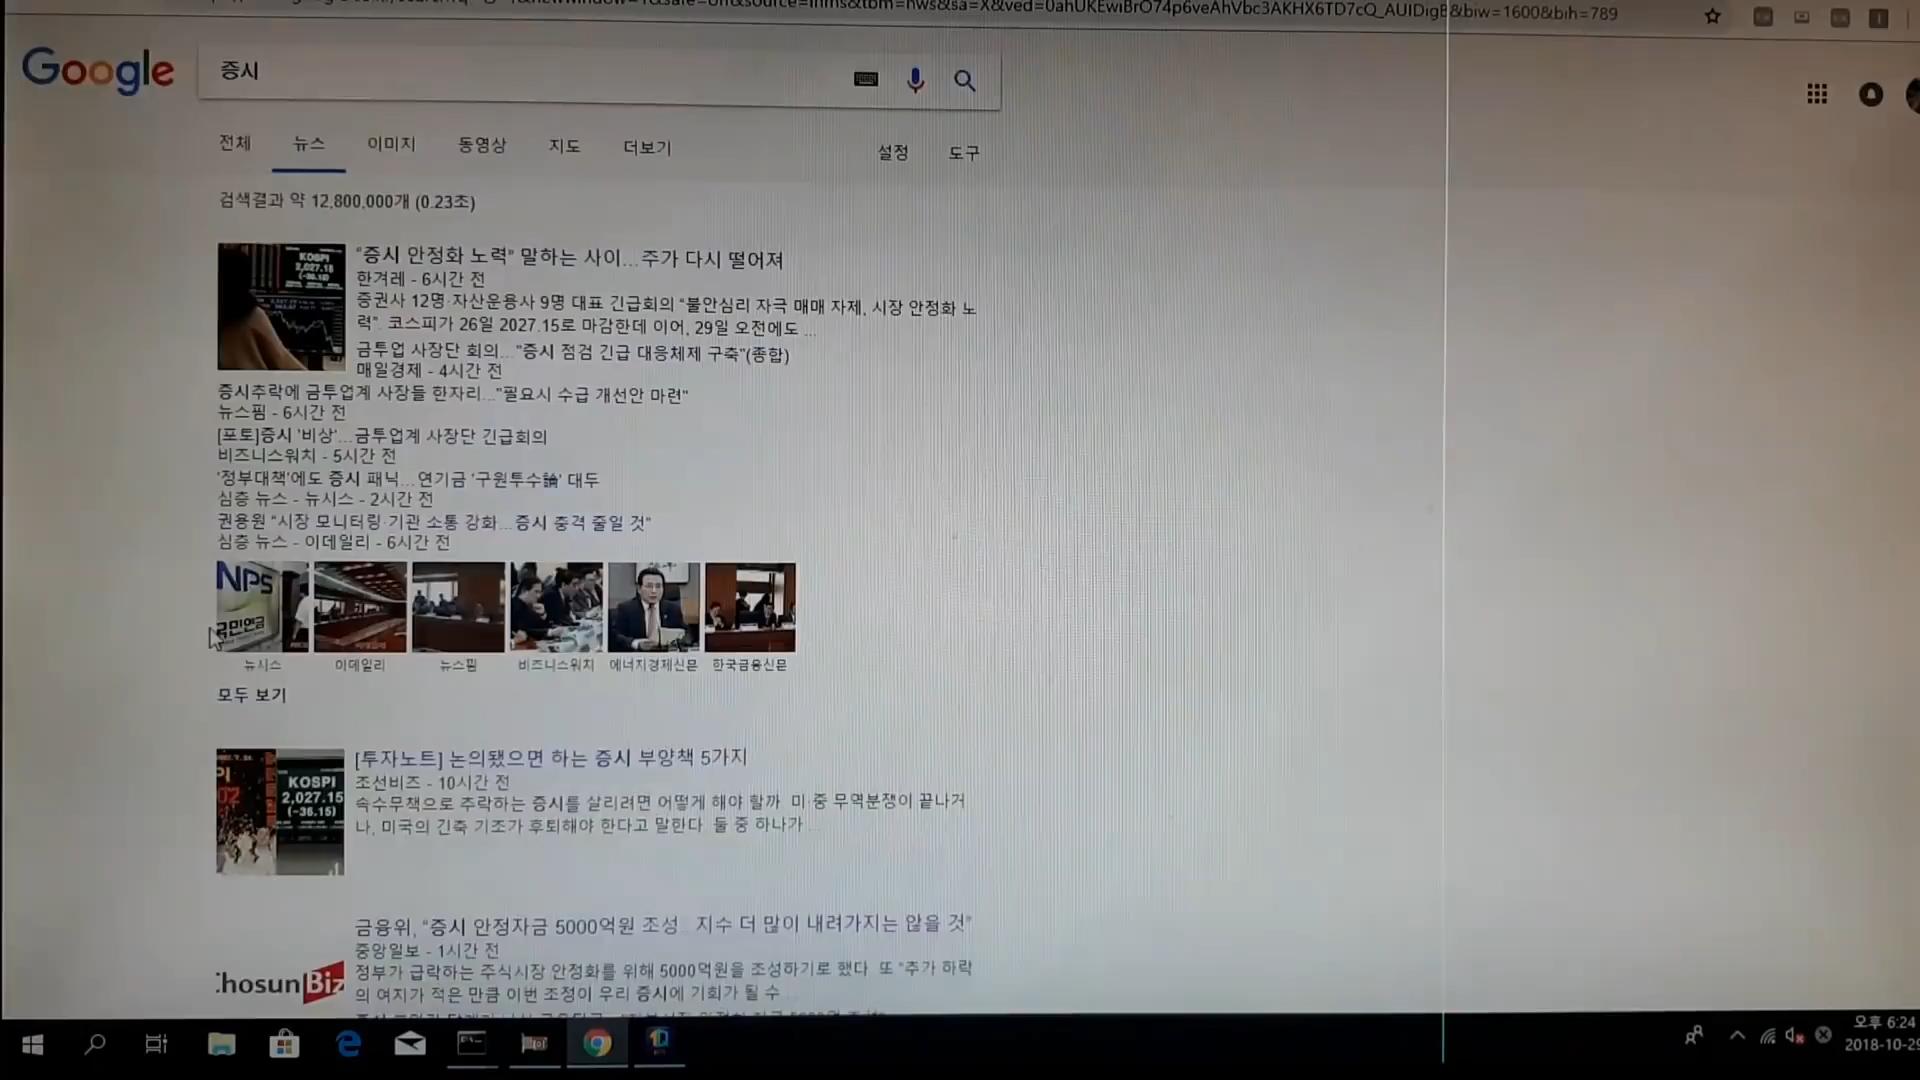 &biw=1600&bih=789
Google
증시
전체 뉴스 이미지 동영상 지도 더보기 설정 도구
검색결과 약 12,800,000개 (0.23초)
KOSPI
2,027.15
(-36.15)
"증시 안정화 노력" 말하는 사이...주가 다시 떨어져
한겨레 - 6시간 전
증권사 12명·자산운용사 9명 대표 긴급회의 "불안심리 자극 매매 자제, 시장 안정화 노
력". 코스피가 26일 2027.15로 마감한데 이어, 29일 오전에도 ...
금투업 사장단 회의..."증시 점검 긴급 대응체제 구축"(종합)
매일경제 - 4시간 전
증시추락에 금투업계 사장들 한자리..."필요시 수급 개선안 마련"
뉴스핌 - 6시간 전
[포토]증시 '비상'...금투업계 사장단 긴급회의
비즈니스워치 - 5시간 전
'정부대책'에도 증시 패닉...연기금 '구원투수論' 대두
심층 뉴스 - 뉴시스 - 2시간 전
권용원 "시장 모니터링·기관 소통 강화...증시 충격 줄일 것"
심층 뉴스 - 이데일리 - 6시간 전
NPS
국민연금
뉴시스 이데일리 뉴스핌 비즈니스워치 에너지경제신문 한국금융신문
모두 보기
KOSPI
2,027.15
(-36.15)
[투자노트] 논의됐으면 하는 증시 부양책 5가지
조선비즈 - 10시간 전
속수무책으로 추락하는 증시를 살리려면 어떻게 해야 할까 미·중 무역분쟁이 끝나거
나, 미국의 긴축 기조가 후퇴해야 한다고 말한다 둘 중 하나가 ...
금융위, "증시 안정자금 5000억원 조성...지수 더 많이 내려가지는 않을 것"
중앙일보 - 1시간 전
ChosunBiz
정부가 급락하는 주식시장 안정화를 위해 5000억원을 조성하기로 했다 또 "추가 하락
의 여지가 적은 만큼 이번 조정이 우리 증시에 기회가 될 수 ...
오후 6:24
2018-10-29